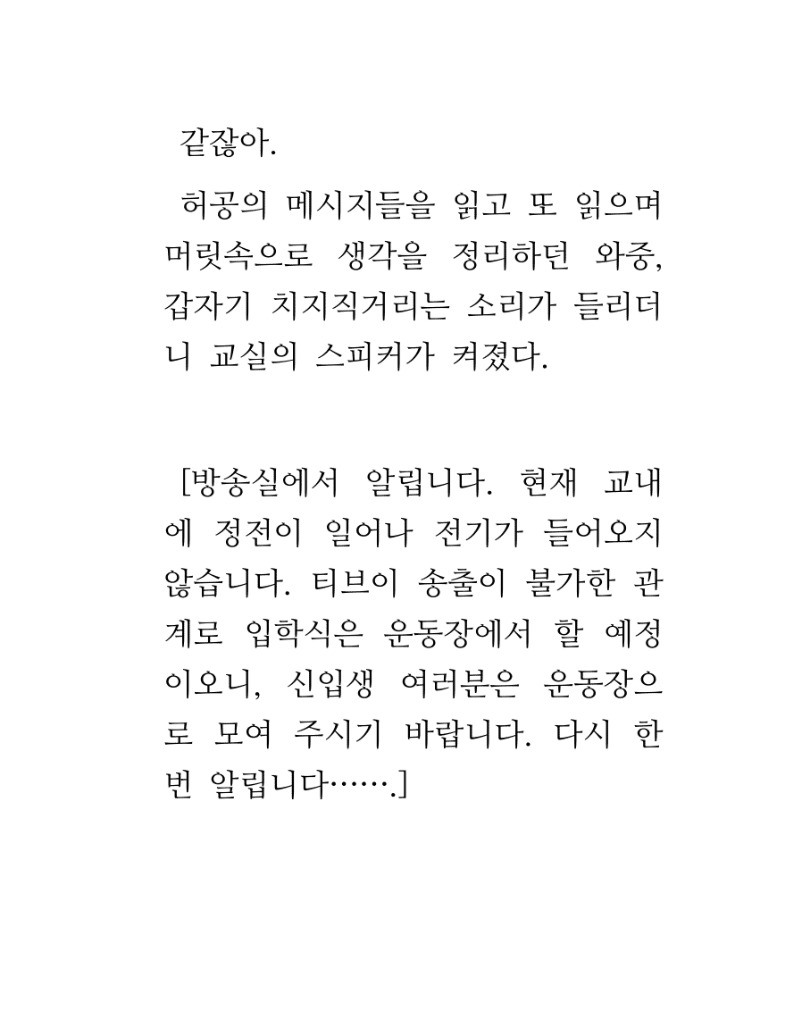 같잖아.
허공의 메시지들을 읽고 또 읽으며
머릿속으로 생각을 정리하던 와중,
갑자기 치지직거리는 소리가 들리더
니 교실의 스피커가 켜졌다.
[방송실에서 알립니다. 현재 교내
에 정전이 일어나 전기가 들어오지
않습니다. 티브이 송출이 불가한 관
계로 입학식은 운동장에서 할 예정
이오니, 신입생 여러분은 운동장으
로 모여 주시기 바랍니다. 다시 한
번 알립니다…….]